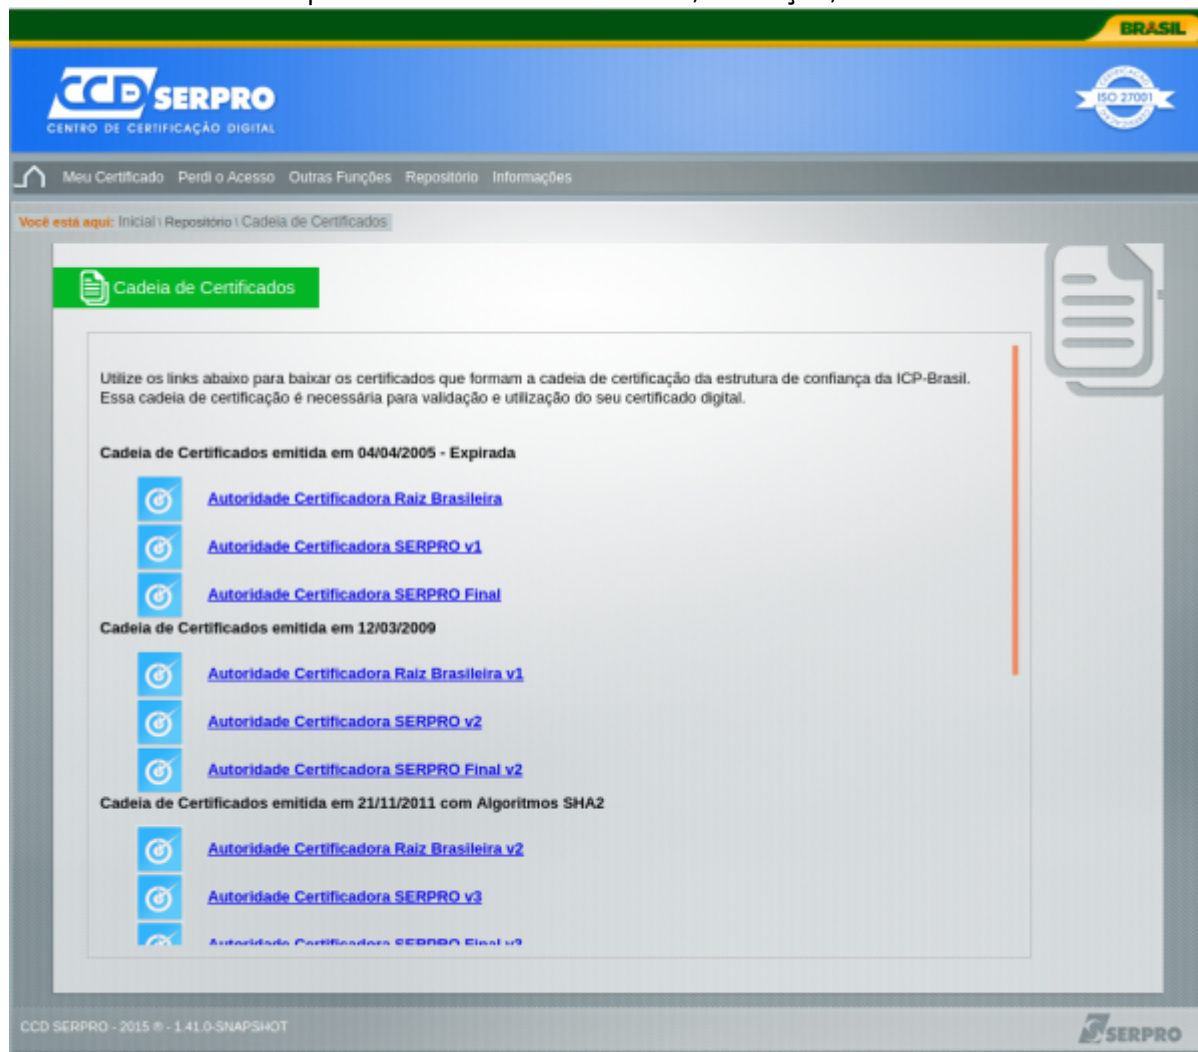 BRASIL
CCD SERPRO
CENTRO DE CERTIFICAÇÃO DIGITAL
CERTIFICAÇÃO
ISO 27001
Meu Certificado Perdi o Acesso Outras Funções Repositório Informações
Você está aqui: Inicial \ Repositório \ Cadeia de Certificados
Cadeia de Certificados
Utilize os links abaixo para baixar os certificados que formam a cadeia de certificação da estrutura de confiança da ICP-Brasil.
Essa cadeia de certificação é necessária para validação e utilização do seu certificado digital.
Cadeia de Certificados emitida em 04/04/2005 - Expirada
Autoridade Certificadora Raiz Brasileira
Autoridade Certificadora SERPRO v1
Autoridade Certificadora SERPRO Final
Cadeia de Certificados emitida em 12/03/2009
Autoridade Certificadora Raiz Brasileira v1
Autoridade Certificadora SERPRO v2
Autoridade Certificadora SERPRO Final v2
Cadeia de Certificados emitida em 21/11/2011 com Algoritmos SHA2
Autoridade Certificadora Raiz Brasileira v2
Autoridade Certificadora SERPRO v3
Autoridade Certificadora SERPRO Final v3
CCD SERPRO - 2015 ® - 1.41.0-SNAPSHOT
SERPRO